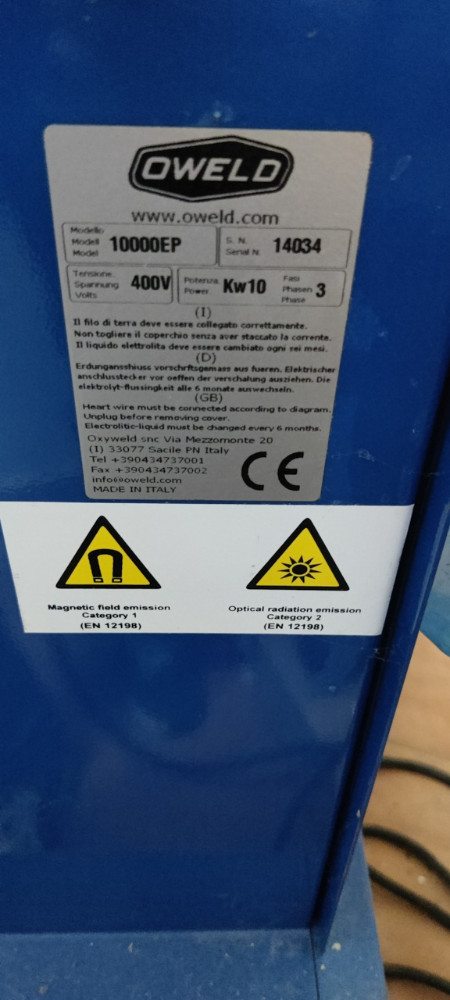 OWELD
www.oweld.com
Modello
Modell
Model
10000EP
S. N.
Serial N.
14034
Tensione
Spannung
Volts
400V
Potenza
Power.
Kw10
Fasi
Phasen
Phase
3
(I)
Il filo di terra deve essere collegato correttamente.
Non togliere il coperchio senza aver staccato la corrente.
Il liquido elettrolita deve essere cambiato ogni sei mesi.
(D)
Erdungsanshluss vorschriftsgemass aus fueren. Elektrischer
anschlusstecker vor oeffen der verschalung ausziehen. Die
elektrolyt-flussigkeit alle 6 monate auswechseln.
(GB)
Heart wire must be connected according to diagram.
Unplug before removing cover.
Electrolitic-liquid must be changed every 6 months.
Oxyweld snc Via Mezzomonte 20
(I) 33077 Sacile PN Italy
Tel +390434737001
Fax +390434737002
info@oweld.com
MADE IN ITALY
CE
Magnetic field emission
Category 1
(EN 12198)
Optical radiation emission
Category 2
(EN 12198)